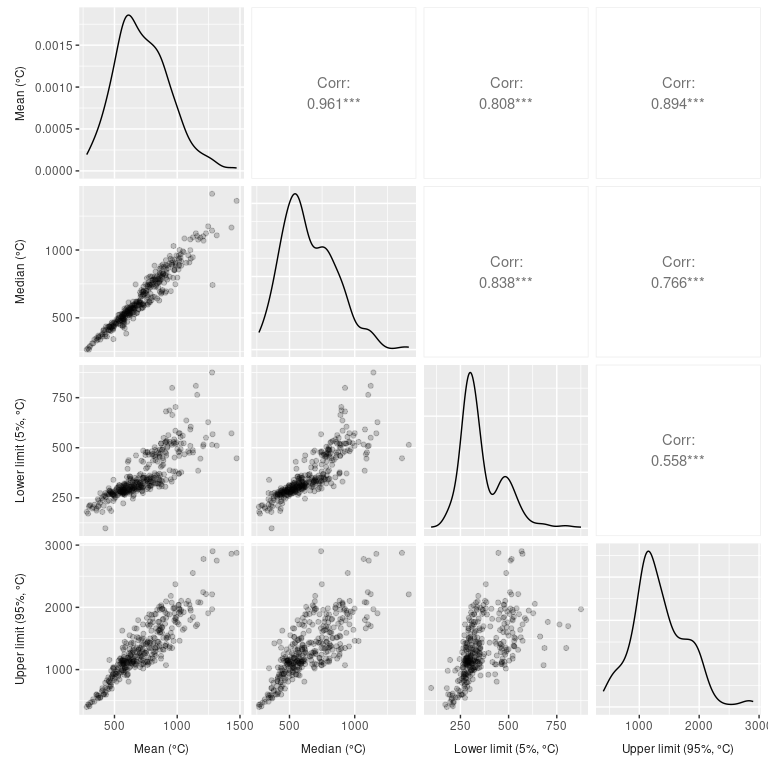 Mean (°C)
0.0015
0.0010
0.0005
0.0000
Corr:
0.961***
Corr:
0.808***
Corr:
0.894***
Median (°C)
1000
500
Corr:
0.838***
Corr:
0.766***
Lower limit (5%, °C)
750
500
250
Corr:
0.558***
Upper limit (95%, °C)
3000
2000
1000
500 1000 1500
500 1000
250 500 750
1000 2000 3000
Mean (°C)
Median (°C)
Lower limit (5%, °C)
Upper limit (95%, °C)